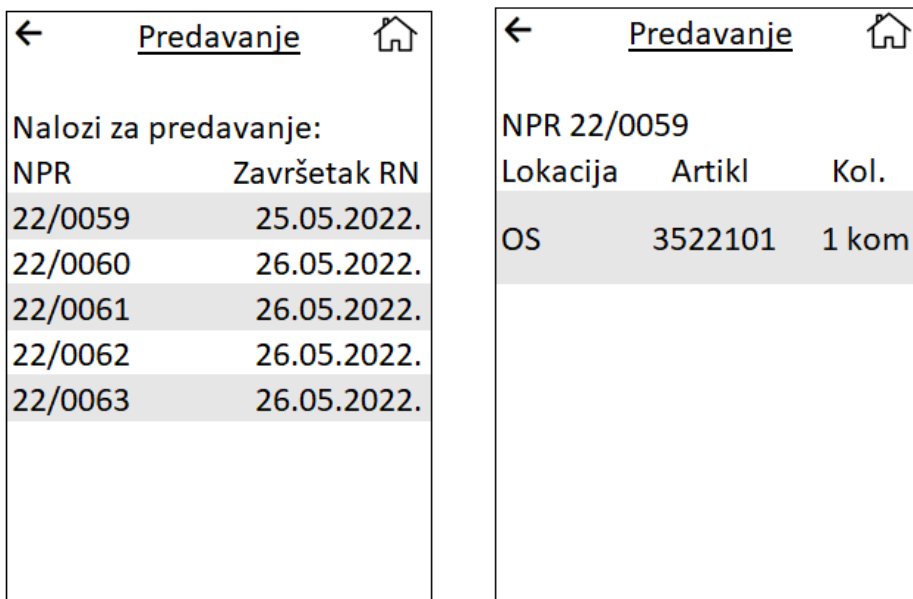 Predavanje
Nalozi za predavanje:
NPR Završetak RN
22/0059 25.05.2022.
22/0060 26.05.2022.
22/0061 26.05.2022.
22/0062 26.05.2022.
22/0063 26.05.2022.
Predavanje
NPR 22/0059
Lokacija Artikl Kol.
OS 3522101 1 kom